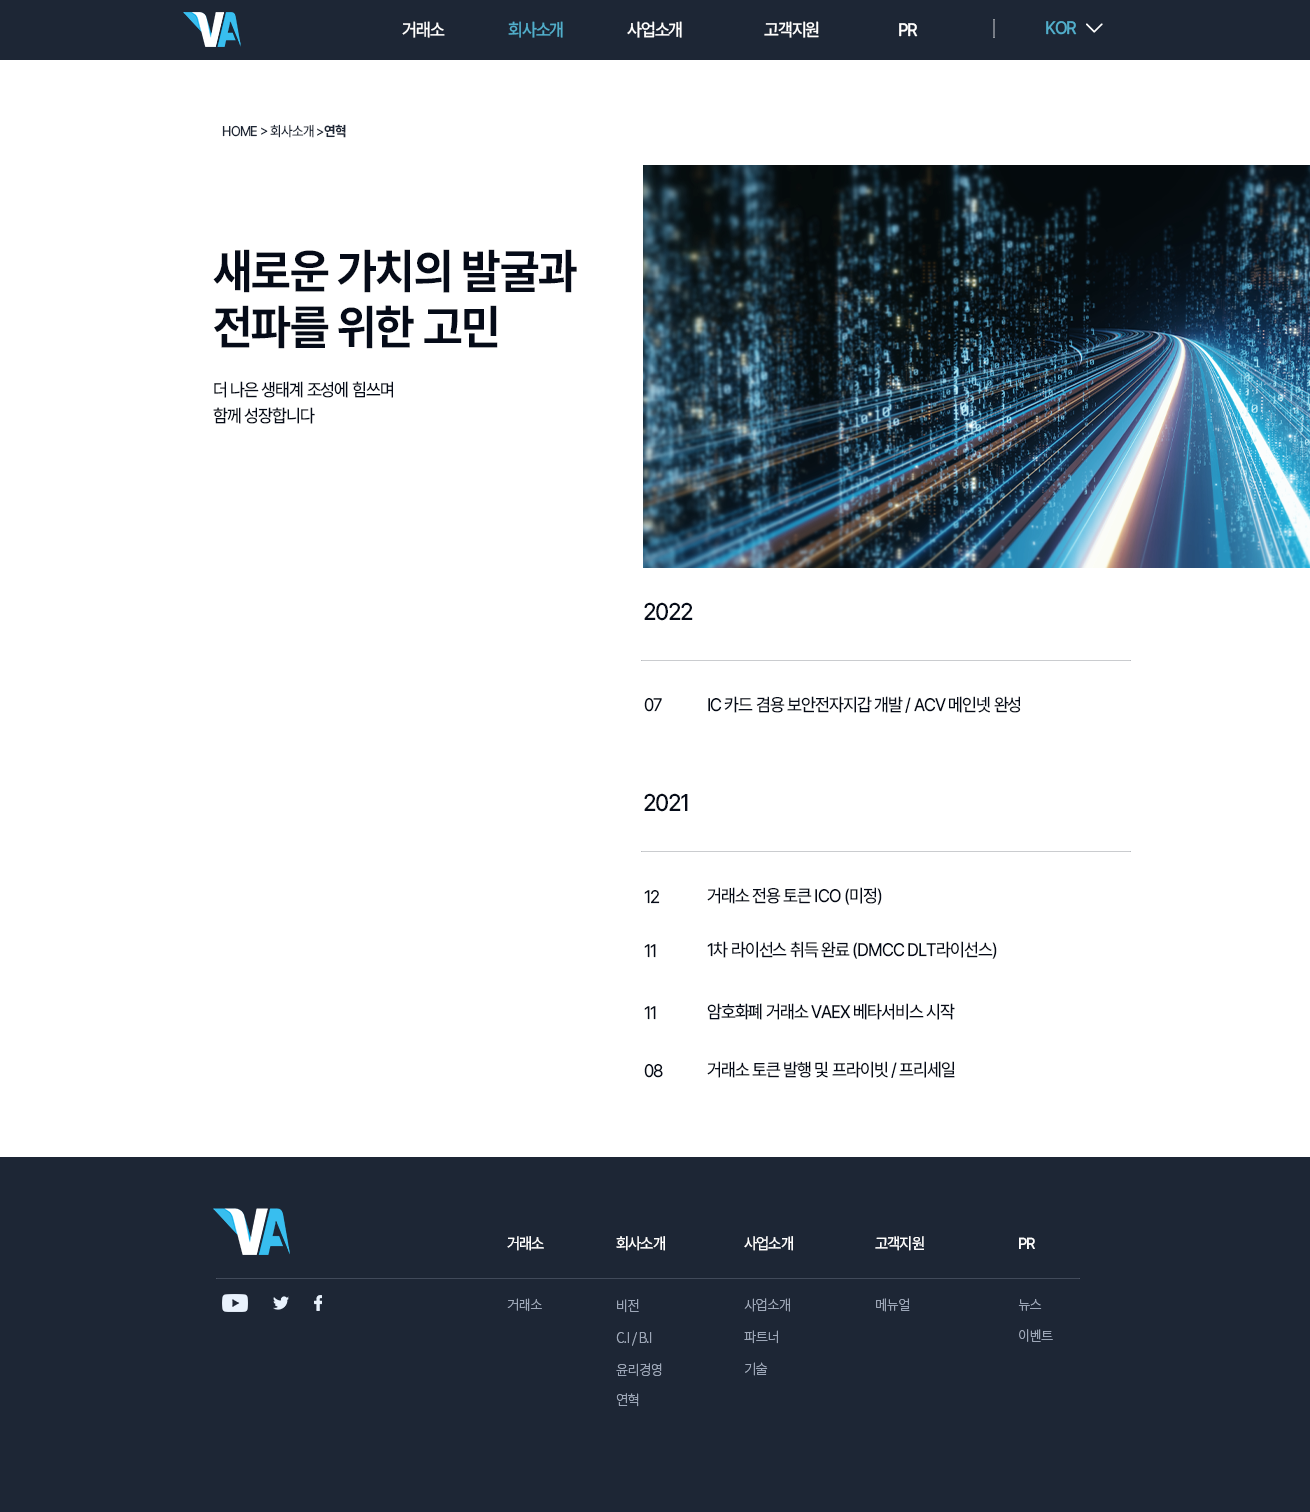 VA
거래소
회사소개
사업소개
고객지원
PR
KOR
HOME > 회사소개 >연혁
새로운 가치의 발굴과
전파를 위한 고민
더 나은 생태계 조성에 힘쓰며
함께 성장합니다
2022
07 IC 카드 겸용 보안전자지갑 개발 / ACV 메인넷 완성
2021
12 거래소 전용 토큰 ICO (미정)
11 1차 라이선스 취득 완료 (DMCC DLT라이선스)
11 암호화폐 거래소 VAEX 베타서비스 시작
08 거래소 토큰 발행 및 프라이빗 / 프리세일
VA
거래소 회사소개 사업소개 고객지원 PR
거래소 비전 사업소개 메뉴얼 뉴스
C.I / B.I 파트너 이벤트
윤리경영 기술
연혁